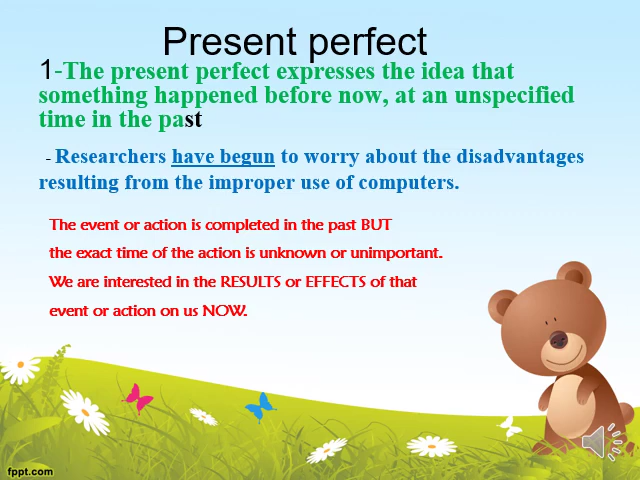 Present perfect
1-The present perfect expresses the idea that
something happened before now, at an unspecified
time in the past
- Researchers have begun to worry about the disadvantages
resulting from the improper use of computers.
The event or action is completed in the past BUT
the exact time of the action is unknown or unimportant.
We are interested in the RESULTS or EFFECTS of that
event or action on us NOW.
fppt.com